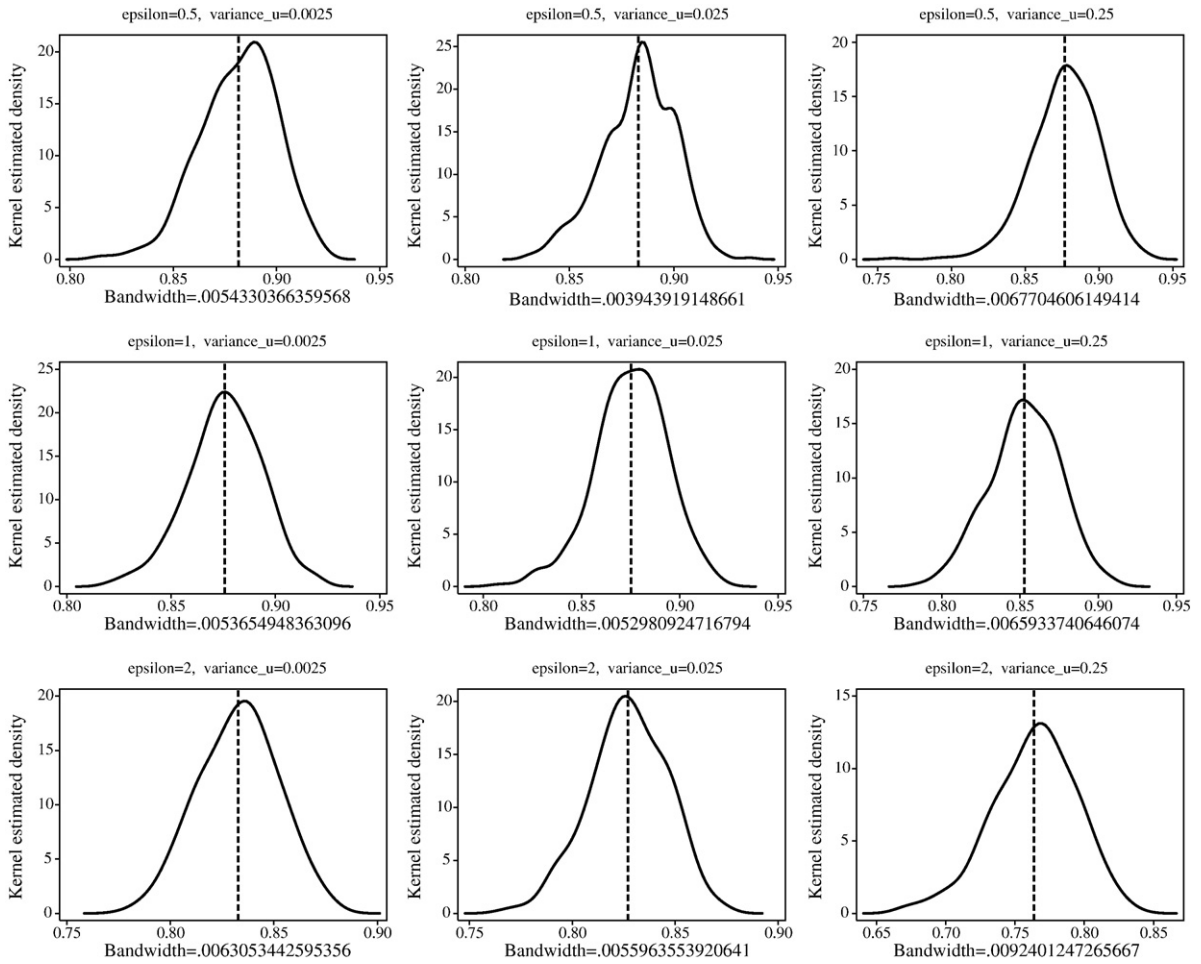 epsilon=0.5, variance_u=0.0025
Kernel estimated density
20
15
10
5
0
0.80 0.85 0.90 0.95
Bandwidth=.0054330366359568
epsilon=0.5, variance_u=0.025
Kernel estimated density
25
20
15
10
5
0
0.80 0.85 0.90 0.95
Bandwidth=.003943919148661
epsilon=0.5, variance_u=0.25
Kernel estimated density
20
15
10
5
0
0.75 0.80 0.85 0.90 0.95
Bandwidth=.0067704606149414
epsilon=1, variance_u=0.0025
Kernel estimated density
25
20
15
10
5
0
0.80 0.85 0.90 0.95
Bandwidth=.0053654948363096
epsilon=1, variance_u=0.025
Kernel estimated density
20
15
10
5
0
0.80 0.85 0.90 0.95
Bandwidth=.0052980924716794
epsilon=1, variance_u=0.25
Kernel estimated density
20
15
10
5
0
0.75 0.80 0.85 0.90 0.95
Bandwidth=.0065933740646074
epsilon=2, variance_u=0.0025
Kernel estimated density
20
15
10
5
0
0.75 0.80 0.85 0.90
Bandwidth=.0063053442595356
epsilon=2, variance_u=0.025
Kernel estimated density
20
15
10
5
0
0.75 0.80 0.85 0.90
Bandwidth=.0055963553920641
epsilon=2, variance_u=0.25
Kernel estimated density
15
10
5
0
0.65 0.70 0.75 0.80 0.85
Bandwidth=.0092401247265667